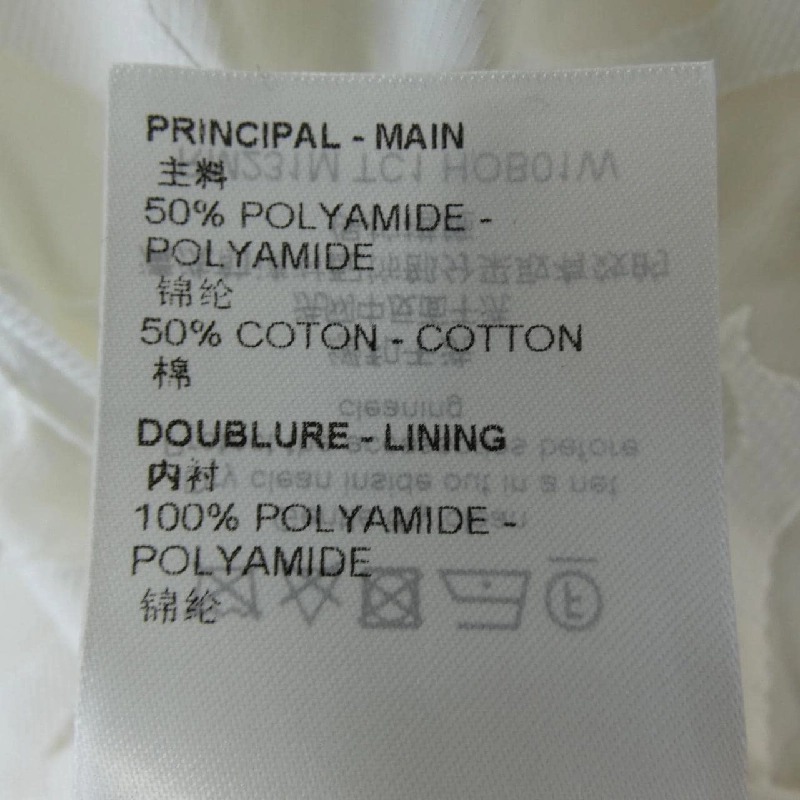 PRINCIPAL - MAIN
主料
50% POLYAMIDE -
POLYAMIDE
锦纶
50% COTON - COTTON
棉
DOUBLURE - LINING
内衬
100% POLYAMIDE -
POLYAMIDE
锦纶